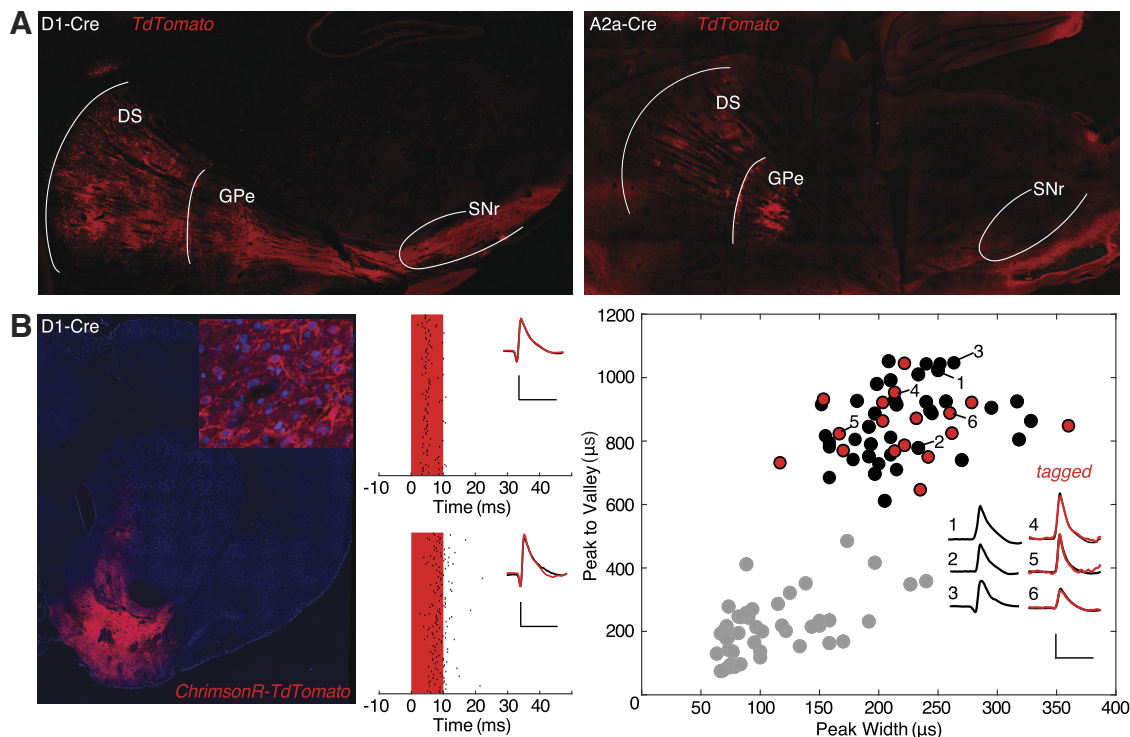 A
D1-Cre TdTomato
DS
GPe
SNr
A2a-Cre TdTomato
DS
GPe
SNr
B
D1-Cre
ChrimsonR-TdTomato
-10 0 10 20 40
Time (ms)
-10 0 10 20 40
Time (ms)
Peak to Valley (µs)
1200
1000
800
600
400
200
0
50 100 150 200 250 300 350 400
Peak Width (µs)
3
1
4
5
6
2
tagged
1 4
2 5
3 6